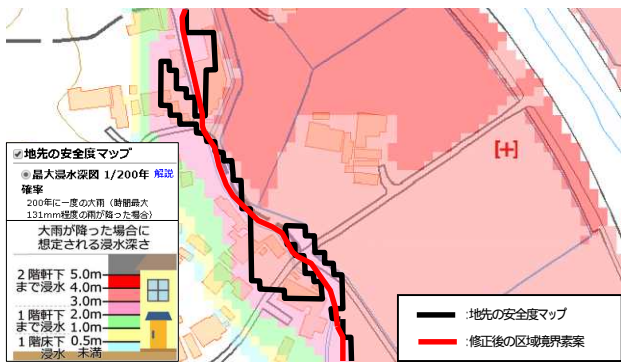 [+]
地先の安全度マップ
最大浸水深図 1/200年 解説
確率
200年に一度の大雨（時間最大
131mm程度の雨が降った場合）
大雨が降った場合に
想定される浸水深さ
2階軒下 5.0m
まで浸水 4.0m
3.0m
1階軒下 2.0m
まで浸水 1.0m
1階床下 0.5m
浸水 未満
:地先の安全度マップ
:修正後の区域境界素案